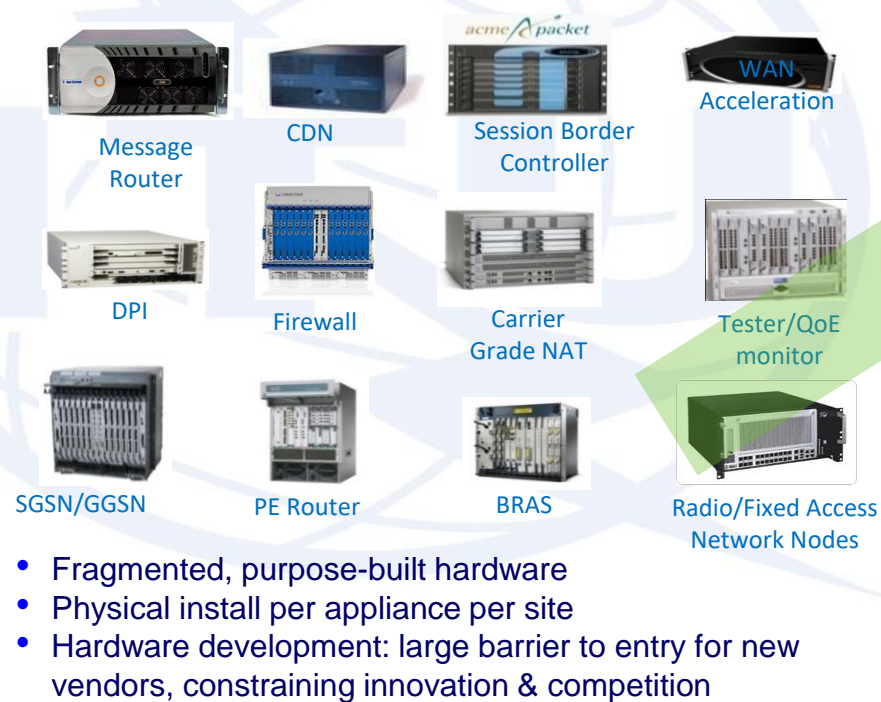 acme packet
WAN
Acceleration
CDN
Session Border
Controller
Message
Router
DPI
Firewall
Carrier
Grade NAT
Tester/QoE
monitor
SGSN/GGSN
PE Router
BRAS
Radio/Fixed Access
Network Nodes
• Fragmented, purpose-built hardware
• Physical install per appliance per site
• Hardware development: large barrier to entry for new
vendors, constraining innovation & competition